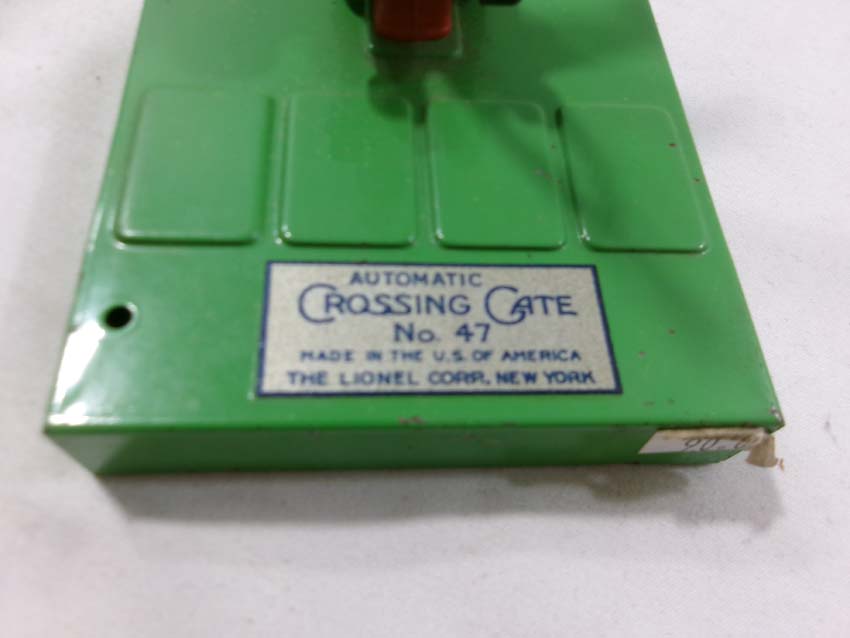 AUTOMATIC
CROSSING GATE
No. 47
MADE IN THE U.S. OF AMERICA
THE LIONEL CORP., NEW YORK